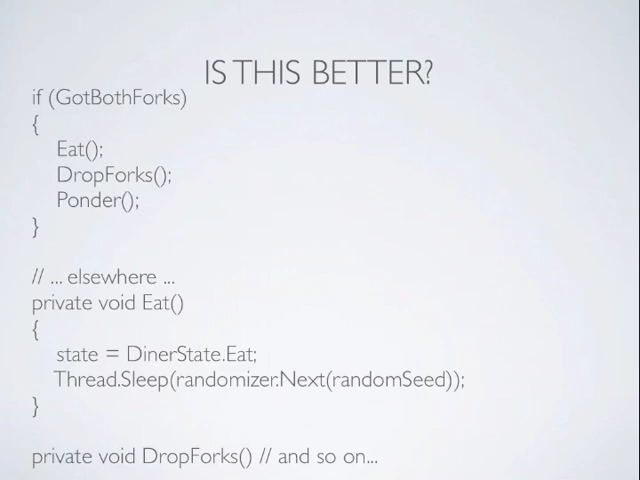 IS THIS BETTER?
if (GotBothForks)
{
Eat();
DropForks();
Ponder();
}
// ... elsewhere ...
private void Eat()
{
state = DinerState.Eat;
Thread.Sleep(randomizer.Next(randomSeed));
}
private void DropForks() // and so on...